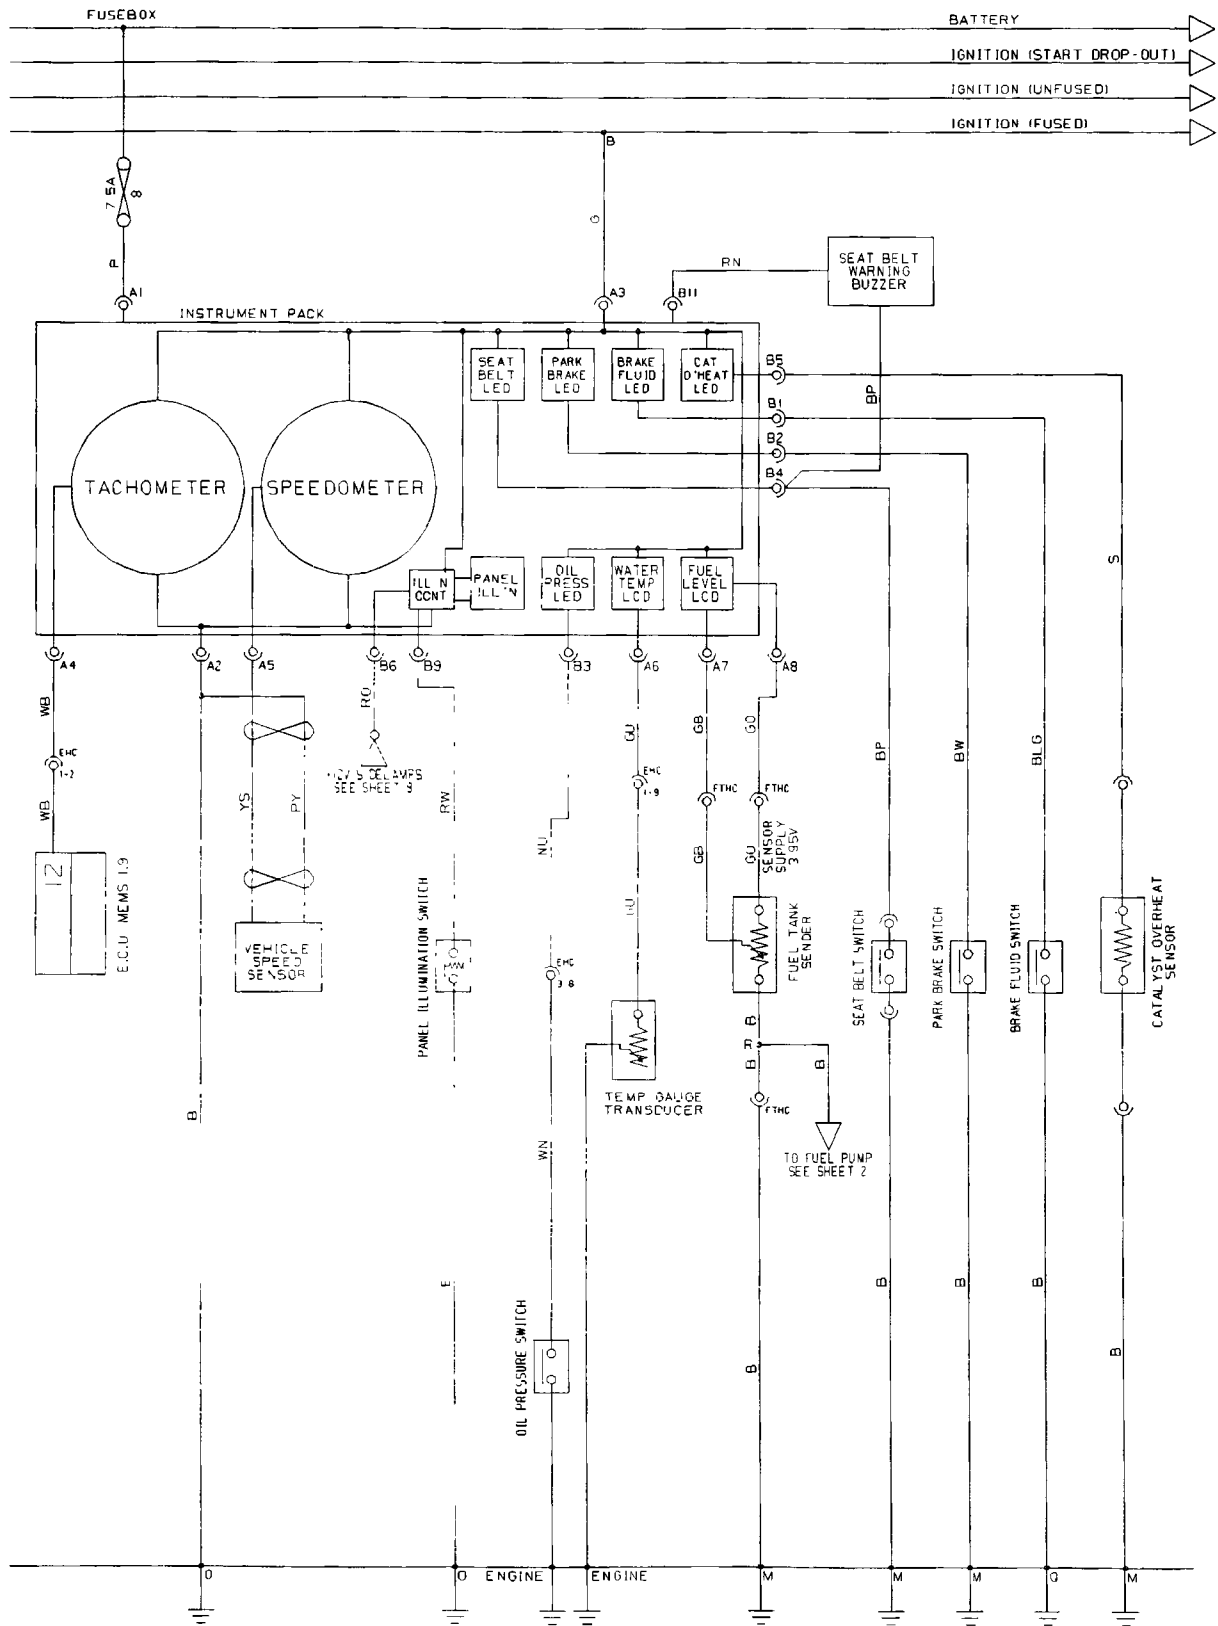 FUSEBOX
BATTERY
IGNITION (START DROP-OUT)
IGNITION (UNFUSED)
IGNITION (FUSED)
B
7.5A
8
P
G
A1
A3
B11
RN
SEAT BELT
WARNING
BUZZER
INSTRUMENT PACK
SEAT
BELT
LED
PARK
BRAKE
LED
BRAKE
FLUID
LED
CAT
O'HEAT
LED
B5
B1
B2
B4
BP
TACHOMETER
SPEEDOMETER
S
ILL'N
CONT
PANEL
ILL'N
OIL
PRESS
LED
WATER
TEMP
LCD
FUEL
LEVEL
LCD
A4
A2
A5
B6
B9
B3
A6
A7
A8
WB
EHC
1-2
WB
12
E.C.U MEMS 1.9
YS
PY
VEHICLE
SPEED
SENSOR
RO
SEE SHEET 9
RW
PANEL ILLUMINATION SWITCH
NU
EHC
3-8
WN
OIL PRESSURE SWITCH
GU
EHC
1-9
GU
TEMP GAUGE
TRANSDUCER
GB
GO
FTHC
FTHC
GB
GO
SENSOR
SUPPLY
3.95V
FUEL TANK
SENDER
B
R
B
B
FTHC
TO FUEL PUMP
SEE SHEET 2
BP
BW
BLG
SEAT BELT SWITCH
PARK BRAKE SWITCH
BRAKE FLUID SWITCH
CATALYST OVERHEAT
SENSOR
B
B
B
B
B
B
O
O
ENGINE
ENGINE
M
M
M
Q
M